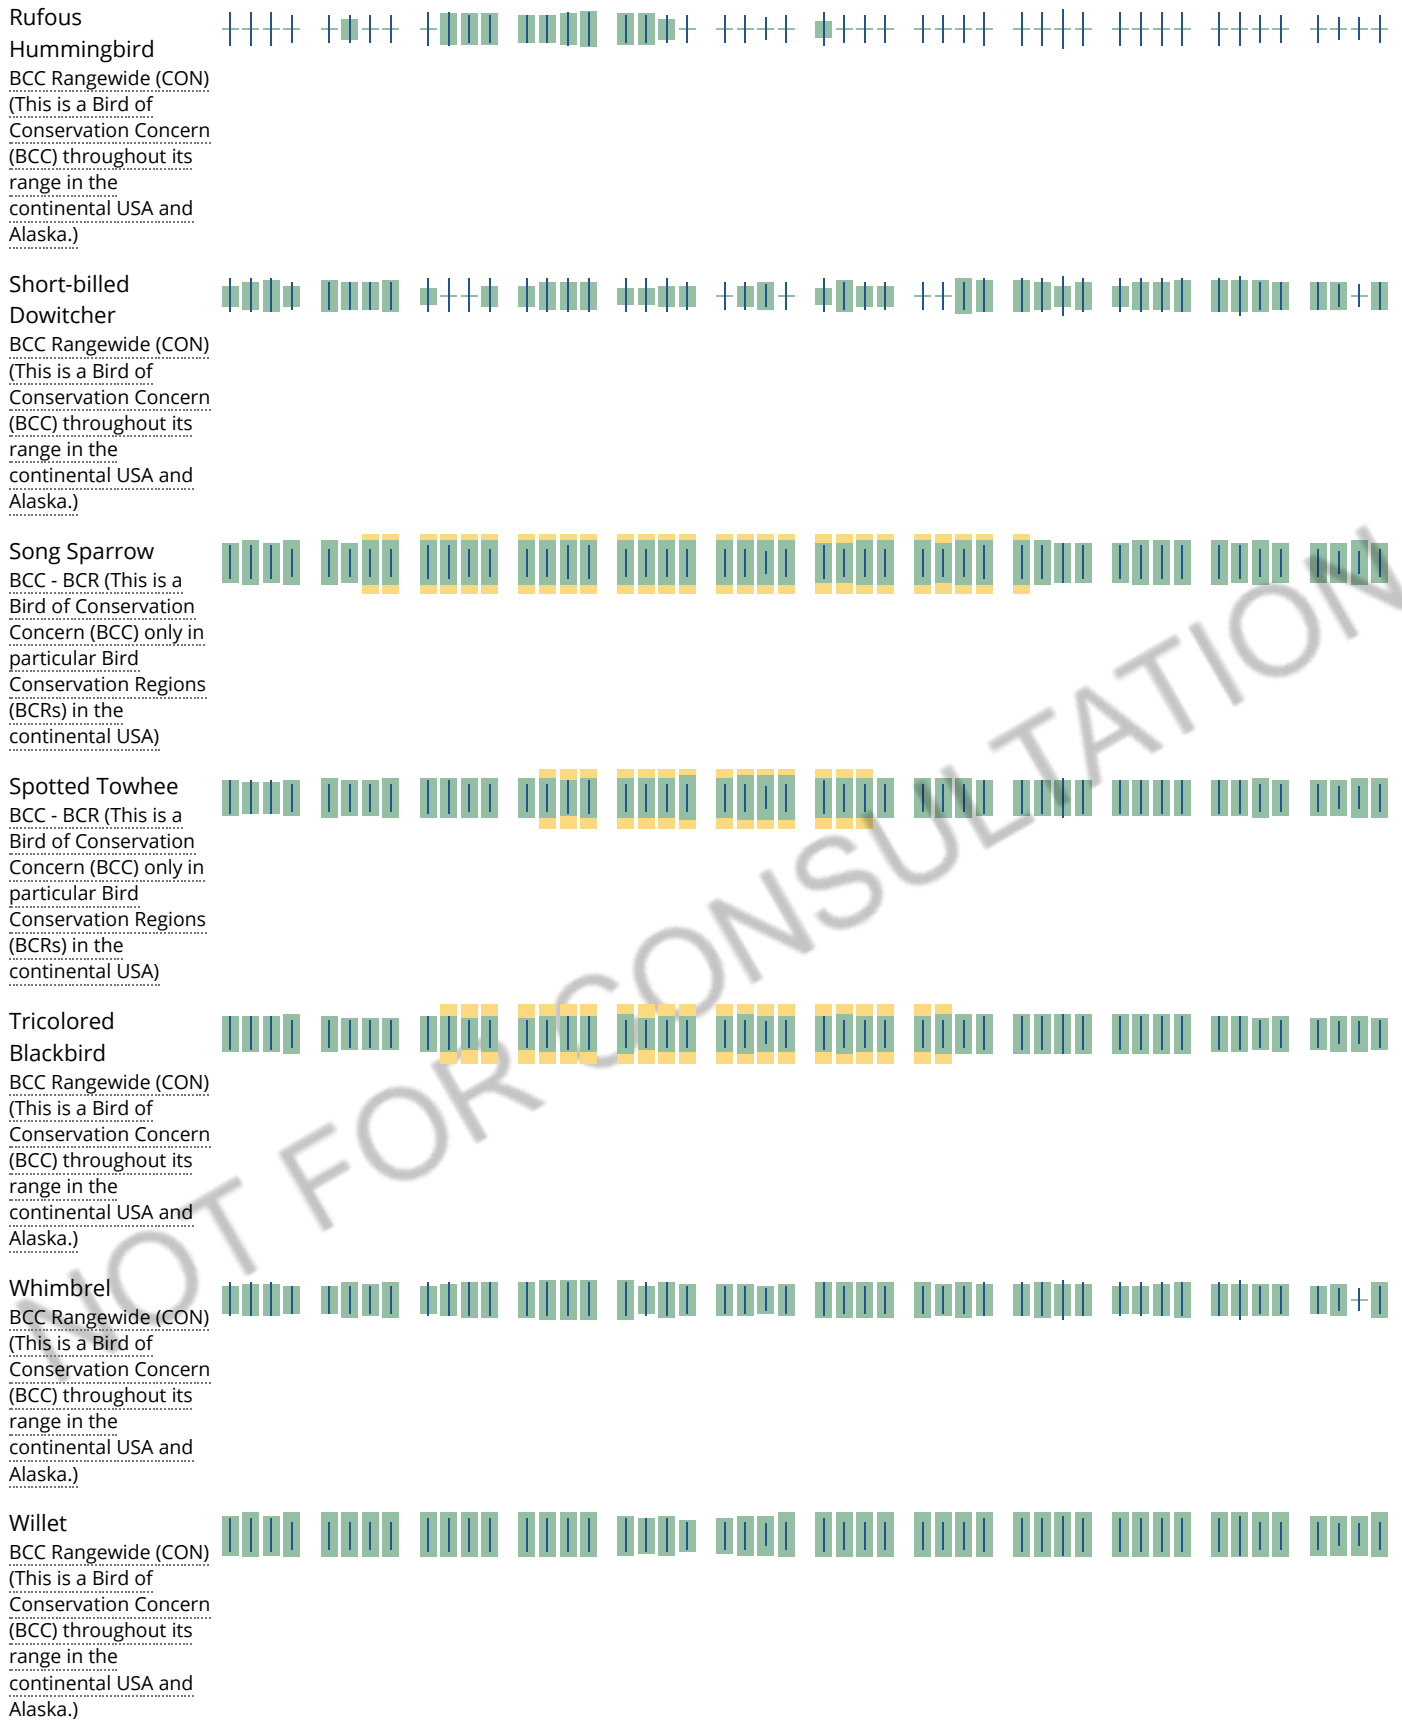 Rufous
Hummingbird
BCC Rangewide (CON)
(This is a Bird of
Conservation Concern
(BCC) throughout its
range in the
continental USA and
Alaska.)
Short-billed
Dowitcher
BCC Rangewide (CON)
(This is a Bird of
Conservation Concern
(BCC) throughout its
range in the
continental USA and
Alaska.)
Song Sparrow
BCC - BCR (This is a
Bird of Conservation
Concern (BCC) only in
particular Bird
Conservation Regions
(BCRs) in the
continental USA)
Spotted Towhee
BCC - BCR (This is a
Bird of Conservation
Concern (BCC) only in
particular Bird
Conservation Regions
(BCRs) in the
continental USA)
Tricolored
Blackbird
BCC Rangewide (CON)
(This is a Bird of
Conservation Concern
(BCC) throughout its
range in the
continental USA and
Alaska.)
Whimbrel
BCC Rangewide (CON)
(This is a Bird of
Conservation Concern
(BCC) throughout its
range in the
continental USA and
Alaska.)
Willet
BCC Rangewide (CON)
(This is a Bird of
Conservation Concern
(BCC) throughout its
range in the
continental USA and
Alaska.)
NOT FOR CONSULTATION